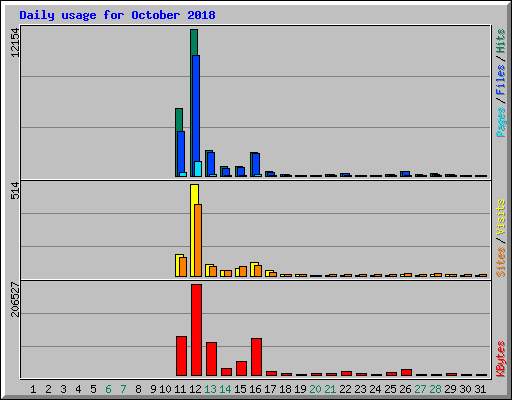 Daily usage for October 2018
12154
Pages / Files / Hits
514
Sites / Visits
206527
KBytes
1 2 3 4 5 6 7 8 9 10 11 12 13 14 15 16 17 18 19 20 21 22 23 24 25 26 27 28 29 30 31